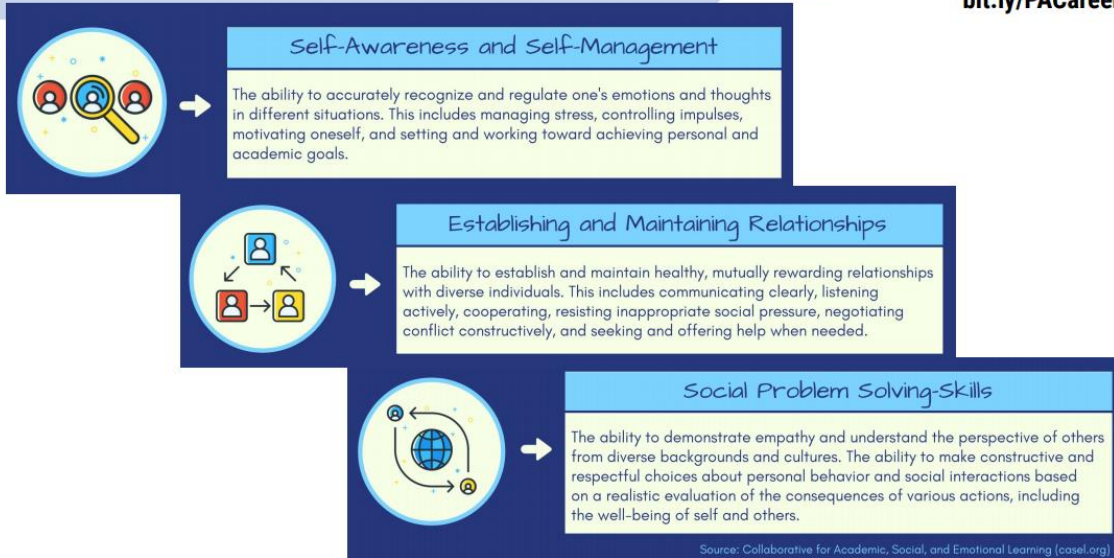 bit.ly/PACareer
Self-Awareness and Self-Management
The ability to accurately recognize and regulate one's emotions and thoughts
in different situations. This includes managing stress, controlling impulses,
motivating oneself, and setting and working toward achieving personal and
academic goals.
Establishing and Maintaining Relationships
The ability to establish and maintain healthy, mutually rewarding relationships
with diverse individuals. This includes communicating clearly, listening
actively, cooperating, resisting inappropriate social pressure, negotiating
conflict constructively, and seeking and offering help when needed.
Social Problem Solving-Skills
The ability to demonstrate empathy and understand the perspective of others
from diverse backgrounds and cultures. The ability to make constructive and
respectful choices about personal behavior and social interactions based
on a realistic evaluation of the consequences of various actions, including
the well-being of self and others.
Source: Collaborative for Academic, Social, and Emotional Learning (casel.org)